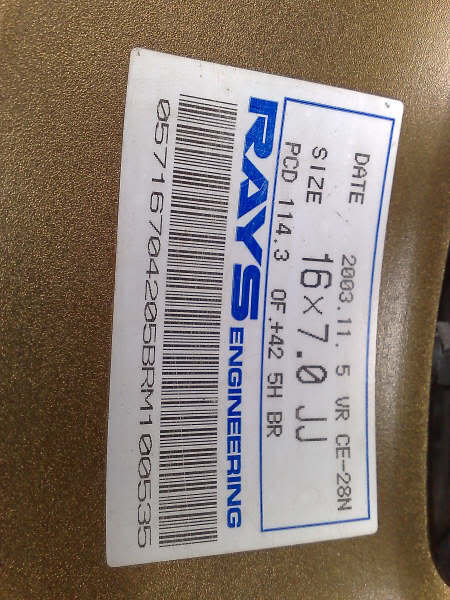 DATE 2003.11. 5 VR CE-28N
SIZE 16×7.0 JJ
PCD 114.3 OF.+42 5H BR
RAYS ENGINEERING
05716704205BRM100535